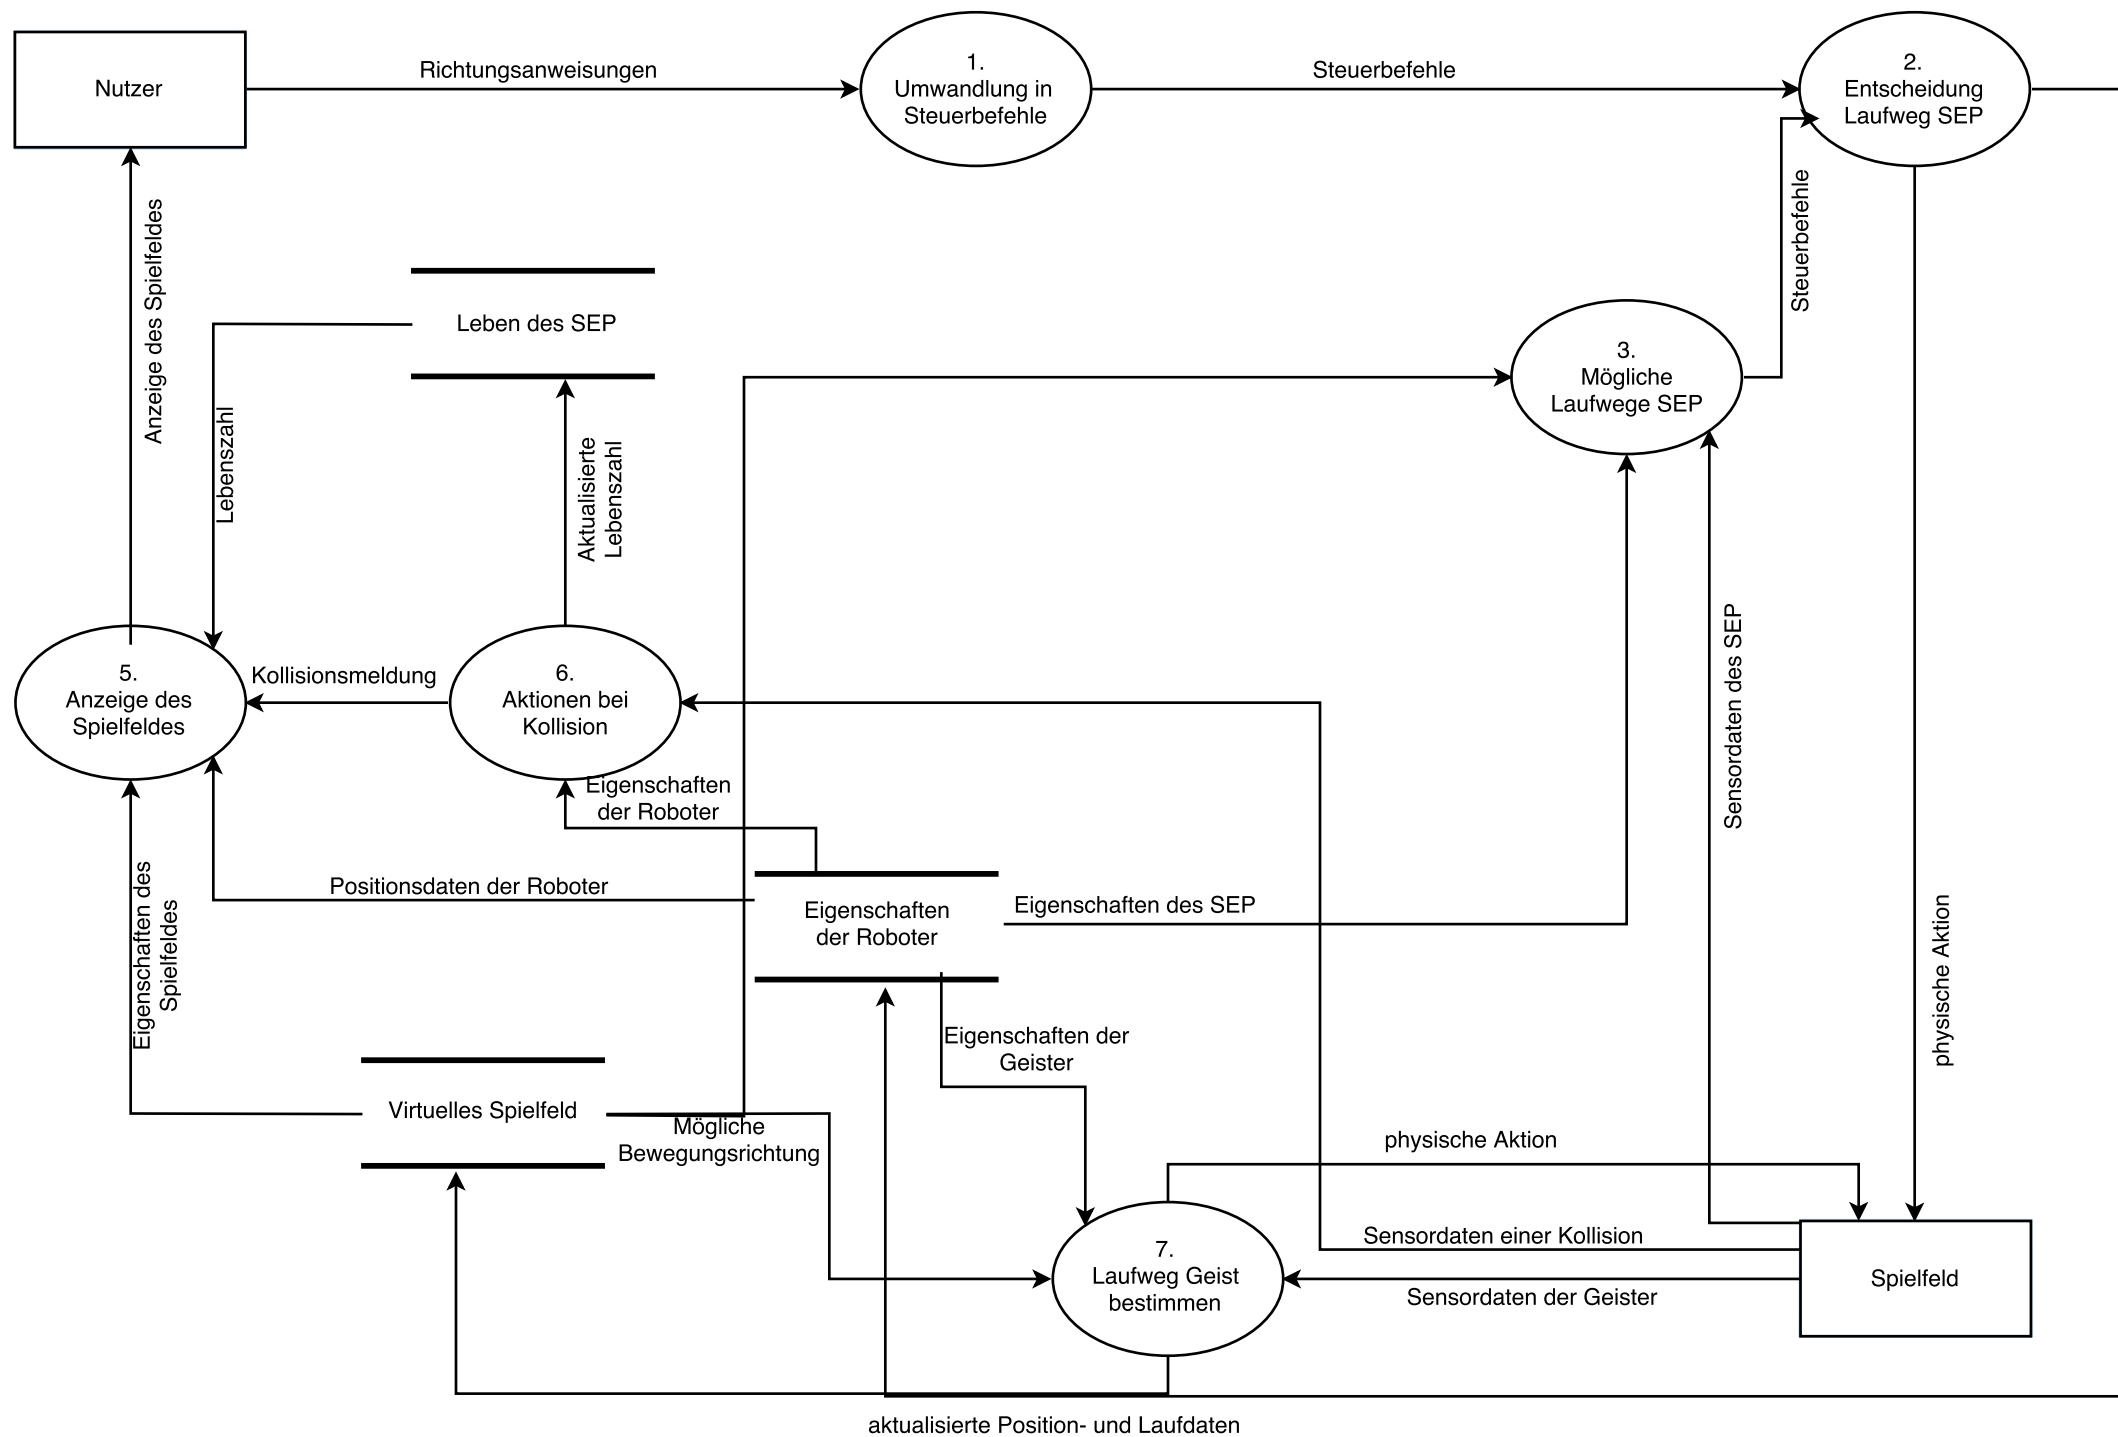 Nutzer
Richtungsanweisungen
1.
Umwandlung in
Steuerbefehle
Steuerbefehle
2.
Entscheidung
Laufweg SEP
Anzeige des Spielfeldes
Leben des SEP
Lebenszahl
Aktualisierte
Lebenszahl
Steuerbefehle
3.
Mögliche
Laufwege SEP
5.
Anzeige des
Spielfeldes
Kollisionsmeldung
6.
Aktionen bei
Kollision
Sensordaten des SEP
Eigenschaften
der Roboter
Positionsdaten der Roboter
Eigenschaften
der Roboter
Eigenschaften des SEP
Eigenschaften des
Spielfeldes
physische Aktion
Eigenschaften der
Geister
Virtuelles Spielfeld
Mögliche
Bewegungsrichtung
physische Aktion
7.
Laufweg Geist
bestimmen
Sensordaten einer Kollision
Sensordaten der Geister
Spielfeld
aktualisierte Position- und Laufdaten